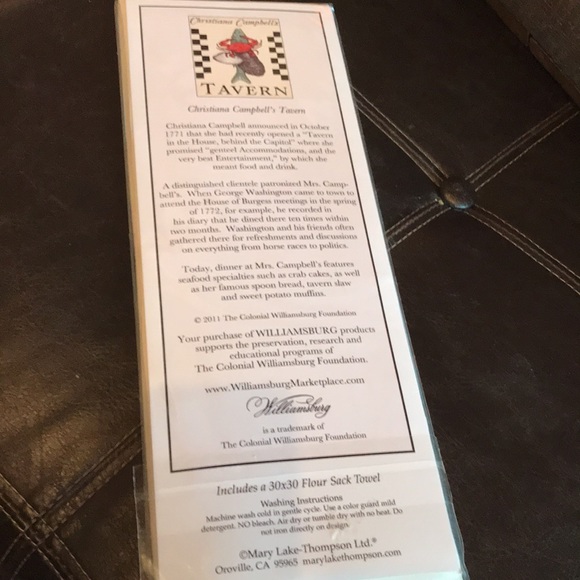 Christiana Campbell's
TAVERN
Christiana Campbell's Tavern
Christiana Campbell announced in October
1771 that she had recently opened a "Tavern
in the House, behind the Capitol" where she
promised "genteel Accommodations, and the
very best Entertainment," by which she
meant food and drink.
A distinguished clientele patronized Mrs. Camp-
bell's. When George Washington came to town to
attend the House of Burgess meetings in the spring
of 1772, for example, he recorded in
his diary that he dined there ten times within
two months. Washington and his friends often
gathered there for refreshments and discussions
on everything from horse races to politics.
Today, dinner at Mrs. Campbell's features
seafood specialties such as crab cakes, as well
as her famous spoon bread, tavern slaw
and sweet potato muffins.
© 2011 The Colonial Williamsburg Foundation
Your purchase of WILLIAMSBURG products
supports the preservation, research and
educational programs of
The Colonial Williamsburg Foundation.
www.WilliamsburgMarketplace.com
Williamsburg
is a trademark of
The Colonial Williamsburg Foundation
Includes a 30x30 Flour Sack Towel
Washing Instructions
Machine wash cold in gentle cycle. Use a color guard mild
detergent. NO bleach. Air dry or tumble dry with no heat. Do
not iron directly on design.
©Mary Lake-Thompson Ltd.®
Oroville, CA 95965 marylakethompson.com